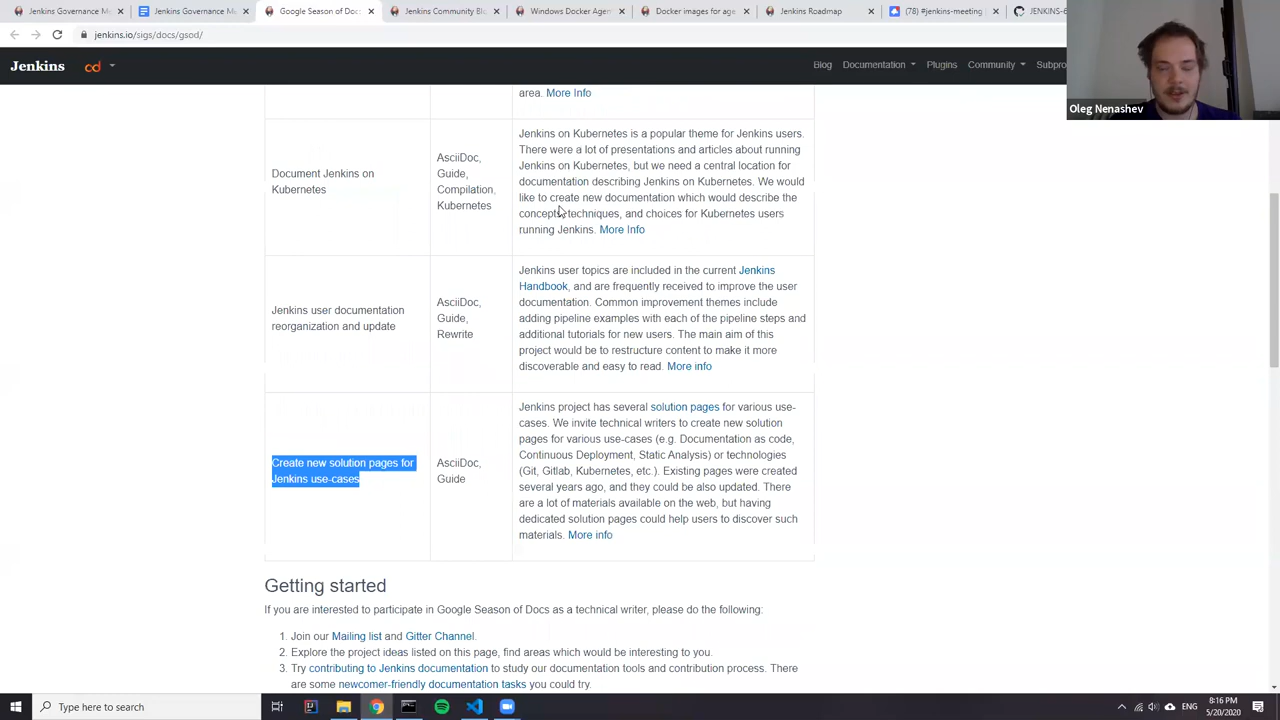 Jenkins Governance M
Jenkins Governance M
Google Season of Doc
Jenkins Community Bl
Windows Docker Agen
Docker images for age
Jenkins Roadmap
(78) #jenkins-meeting
JENKINS-6
jenkins.io/sigs/docs/gsod/
Jenkins
cd
Blog Documentation Plugins Community Subpro
Oleg Nenashev
area. More Info
Document Jenkins on
Kubernetes
AsciiDoc,
Guide,
Compilation,
Kubernetes
Jenkins on Kubernetes is a popular theme for Jenkins users.
There were a lot of presentations and articles about running
Jenkins on Kubernetes, but we need a central location for
documentation describing Jenkins on Kubernetes. We would
like to create new documentation which would describe the
concepts, techniques, and choices for Kubernetes users
running Jenkins. More Info
Jenkins user documentation
reorganization and update
AsciiDoc,
Guide,
Rewrite
Jenkins user topics are included in the current Jenkins
Handbook, and are frequently received to improve the user
documentation. Common improvement themes include
adding pipeline examples with each of the pipeline steps and
additional tutorials for new users. The main aim of this
project would be to restructure content to make it more
discoverable and easy to read. More info
Create new solution pages for
Jenkins use-cases
AsciiDoc,
Guide
Jenkins project has several solution pages for various use-
cases. We invite technical writers to create new solution
pages for various use-cases (e.g. Documentation as code,
Continuous Deployment, Static Analysis) or technologies
(Git, Gitlab, Kubernetes, etc.). Existing pages were created
several years ago, and they could be also updated. There
are a lot of materials available on the web, but having
dedicated solution pages could help users to discover such
materials. More info
Getting started
If you are interested to participate in Google Season of Docs as a technical writer, please do the following:
1. Join our Mailing list and Gitter Channel.
2. Explore the project ideas listed on this page, find areas which would be interesting to you.
3. Try contributing to Jenkins documentation to study our documentation tools and contribution process. There
are some newcomer-friendly documentation tasks you could try.
Type here to search
ENG
8:16 PM
5/20/2020